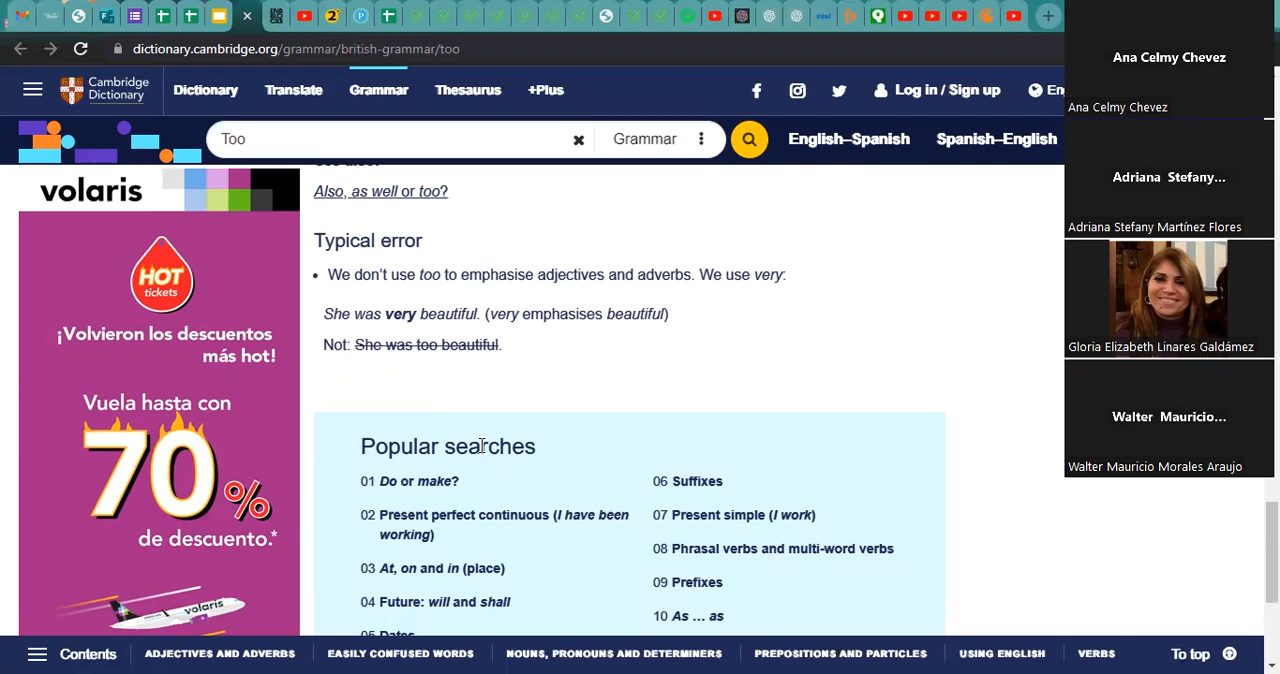 dictionary.cambridge.org/grammar/british-grammar/too
Cambridge
Dictionary
Dictionary
Translate
Grammar
Thesaurus
+Plus
Log in / Sign up
En
Too
Grammar
English–Spanish
Spanish–English
volaris
HOT
tickets
¡Volvieron los descuentos
más hot!
Vuela hasta con
70%
de descuento.*
volaris
See also:
Also, as well or too?
Typical error
• We don’t use too to emphasise adjectives and adverbs. We use very:
She was very beautiful. (very emphasises beautiful)
Not: She was too beautiful.
Popular searches
01 Do or make?
02 Present perfect continuous (I have been
working)
03 At, on and in (place)
04 Future: will and shall
05 Dates
06 Suffixes
07 Present simple (I work)
08 Phrasal verbs and multi-word verbs
09 Prefixes
10 As … as
Contents
ADJECTIVES AND ADVERBS
EASILY CONFUSED WORDS
NOUNS, PRONOUNS AND DETERMINERS
PREPOSITIONS AND PARTICLES
USING ENGLISH
VERBS
To top
Ana Celmy Chevez
Ana Celmy Chevez
Adriana Stefany...
Adriana Stefany Martínez Flores
Gloria Elizabeth Linares Galdámez
Walter Mauricio...
Walter Mauricio Morales Araujo